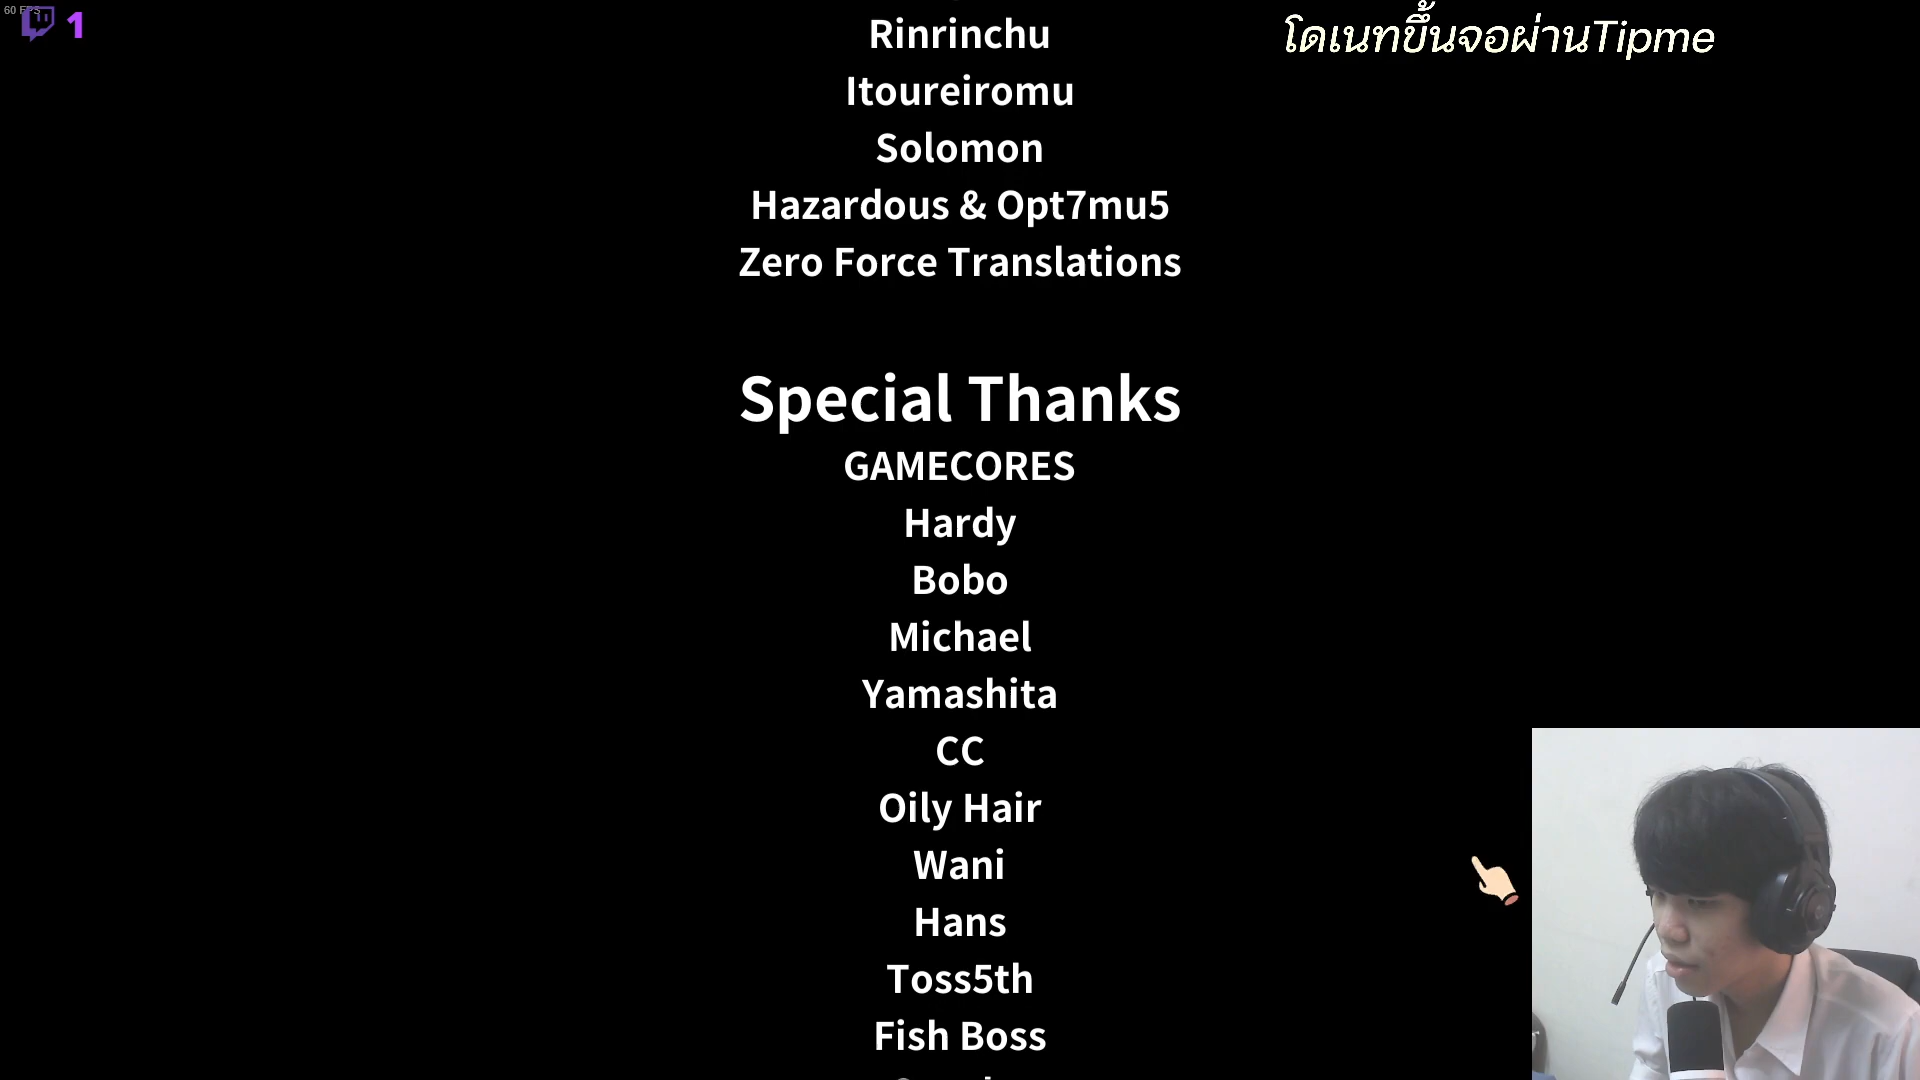 60 FPS
1
โดเนทขึ้นจอผ่านTipme
Rinrinchu
Itoureiromu
Solomon
Hazardous & Opt7mu5
Zero Force Translations
Special Thanks
GAMECORES
Hardy
Bobo
Michael
Yamashita
CC
Oily Hair
Wani
Hans
Toss5th
Fish Boss